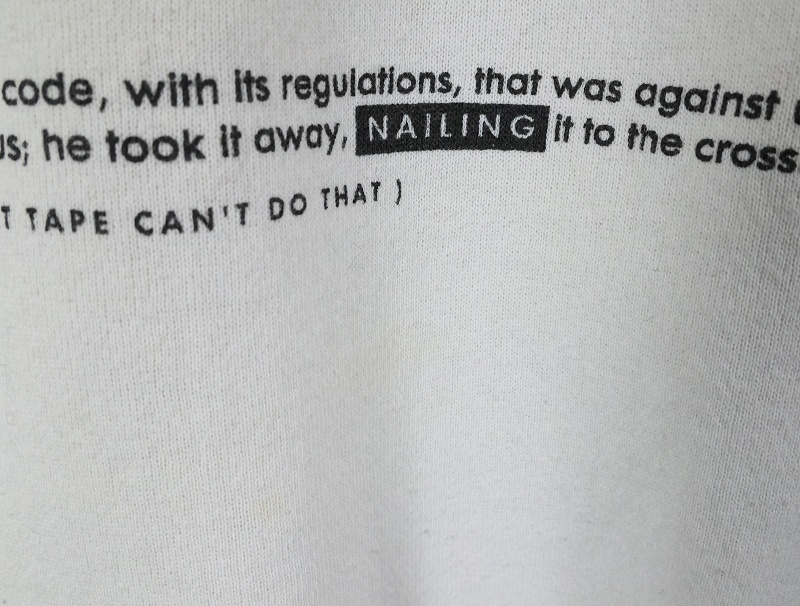 code, with its regulations, that was against
us; he took it away, NAILING it to the cross
T TAPE CAN'T DO THAT )